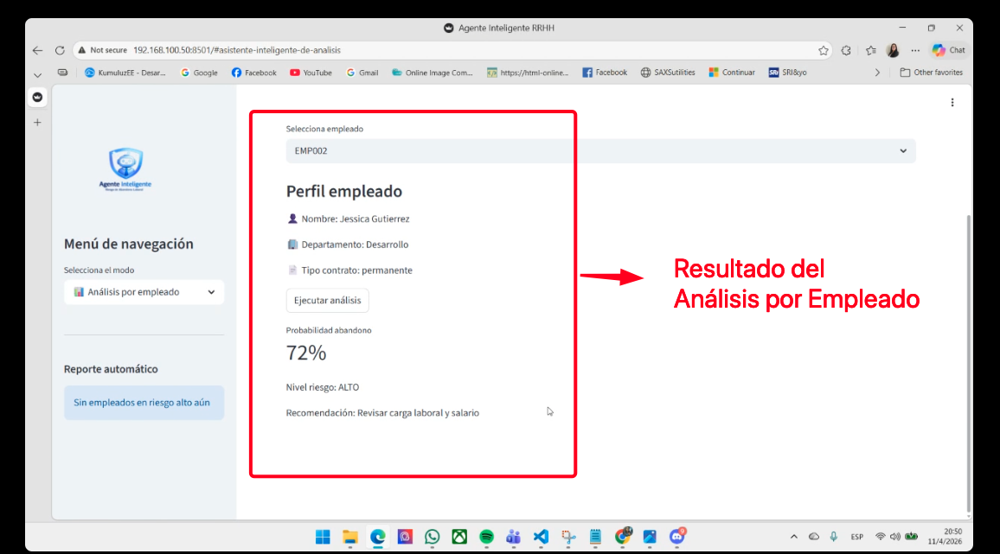 Agente Inteligente RRHH
Not secure 192.168.100.50:8501/#asistente-inteligente-de-analisis
Chat
KumuluzEE - Desar...
Google
Facebook
YouTube
Gmail
Online Image Com...
https://html-online...
Facebook
SAXSutilities
Continuar
SRI&yo
Other favorites
Agente Inteligente
Menú de navegación
Selecciona el modo
Análisis por empleado
Reporte automático
Sin empleados en riesgo alto aún
Selecciona empleado
EMP002
Perfil empleado
Nombre: Jessica Gutierrez
Departamento: Desarrollo
Tipo contrato: permanente
Ejecutar análisis
Probabilidad abandono
72%
Nivel riesgo: ALTO
Recomendación: Revisar carga laboral y salario
Resultado del
Análisis por Empleado
ESP
20:50
11/4/2026